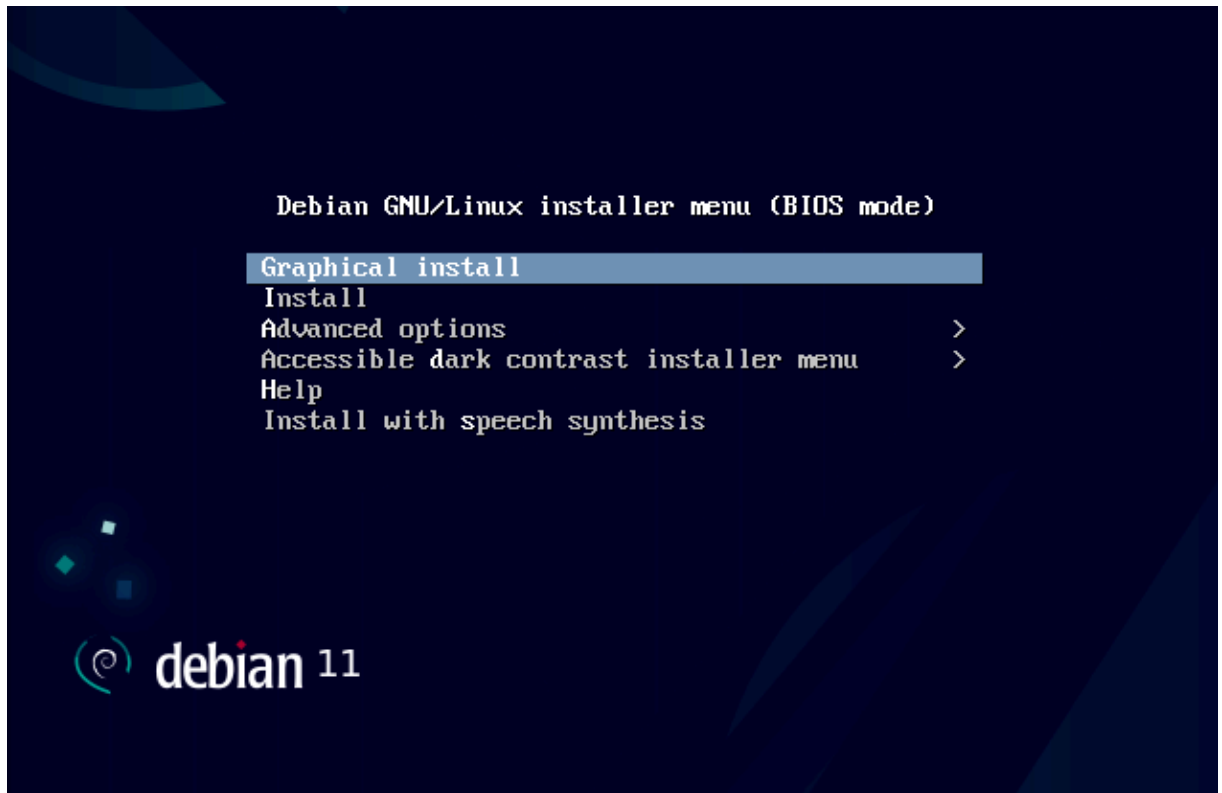 Debian GNU/Linux installer menu (BIOS mode)
Graphical install
Install
Advanced options >
Accessible dark contrast installer menu >
Help
Install with speech synthesis
debian 11